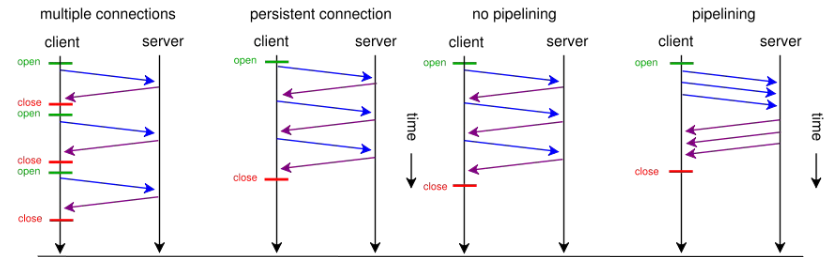 multiple connections
client server
open
close
open
close
open
close
persistent connection
client server
open
close
time
no pipelining
client server
open
close
pipelining
client server
open
close
time